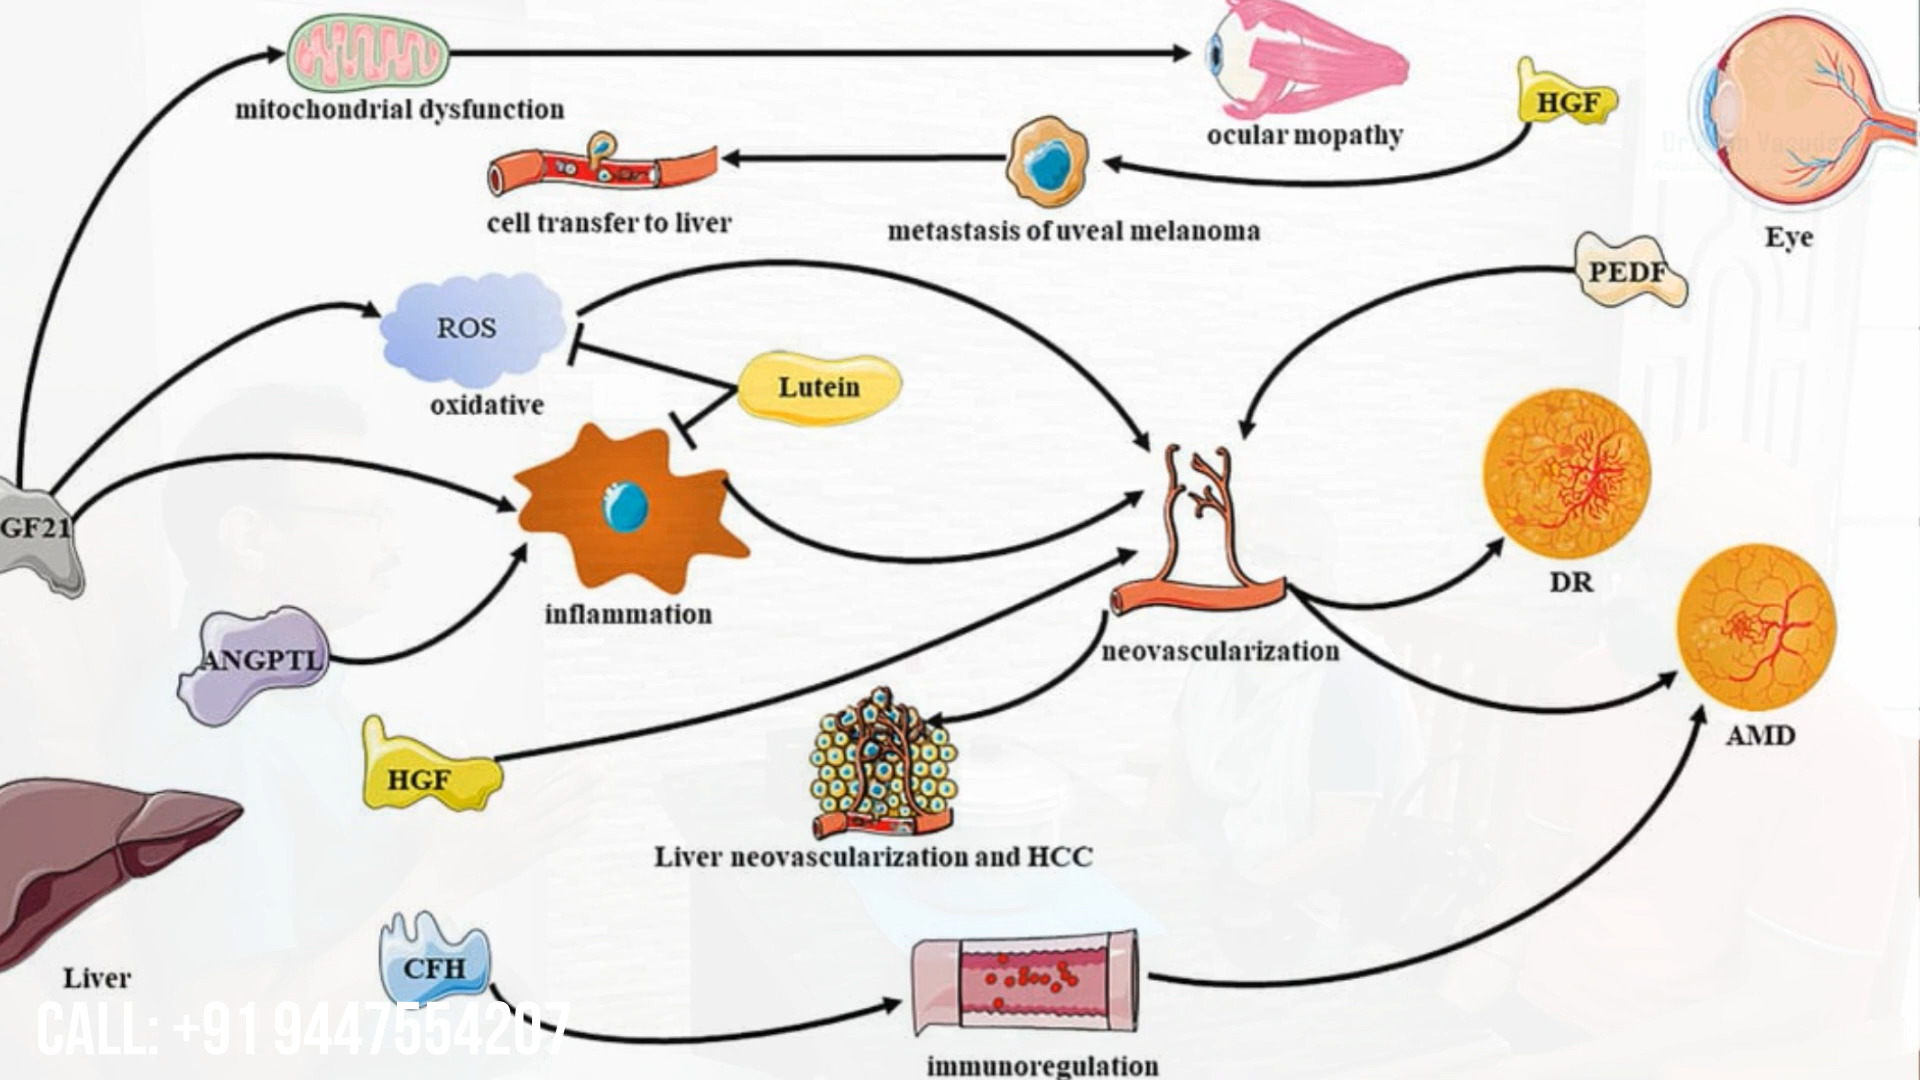 mitochondrial dysfunction
ocular mopathy
HGF
cell transfer to liver
metastasis of uveal melanoma
Eye
PEDF
ROS
oxidative
Lutein
GF21
inflammation
DR
ANGPTL
neovascularization
AMD
HGF
Liver neovascularization and HCC
Liver
CFH
CALL: +91 9447554207
immunoregulation